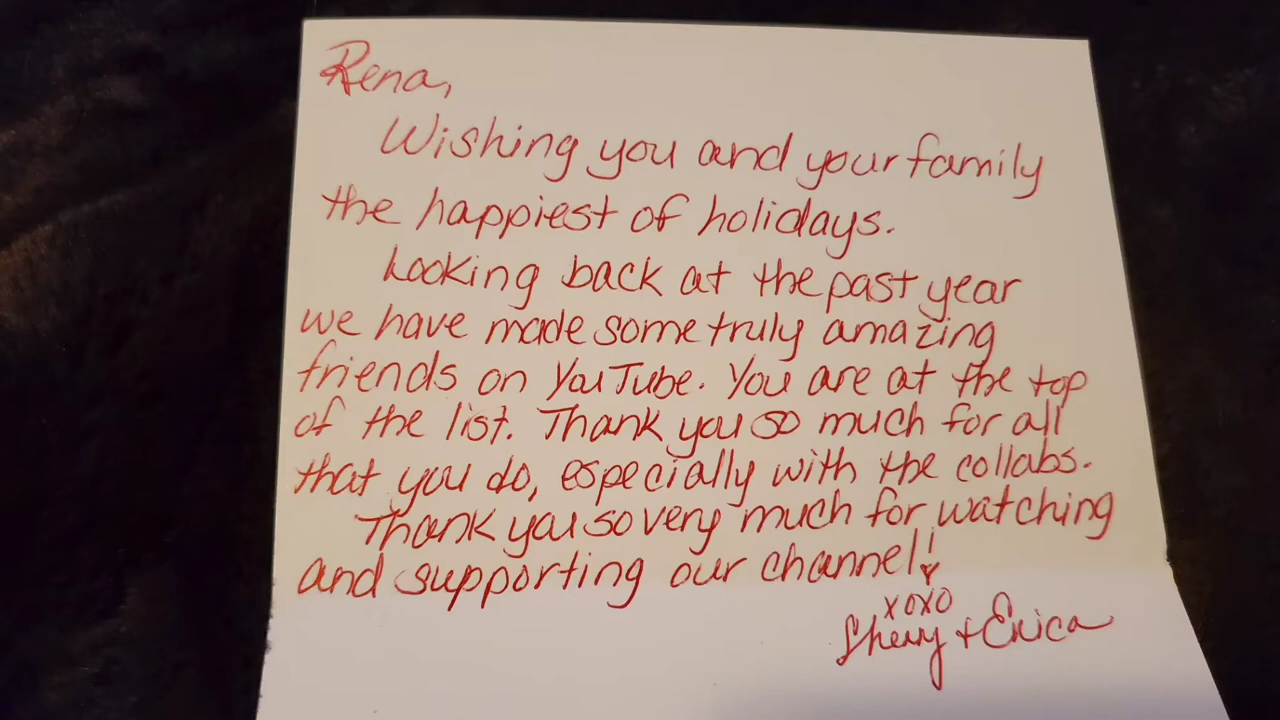 Rena,
Wishing you and your family
the happiest of holidays.
Looking back at the past year
we have made some truly amazing
friends on YouTube. You are at the top
of the list. Thank you so much for all
that you do, especially with the collabs.
Thank you so very much for watching
and supporting our channel!
xoxo
Sherry + Erica